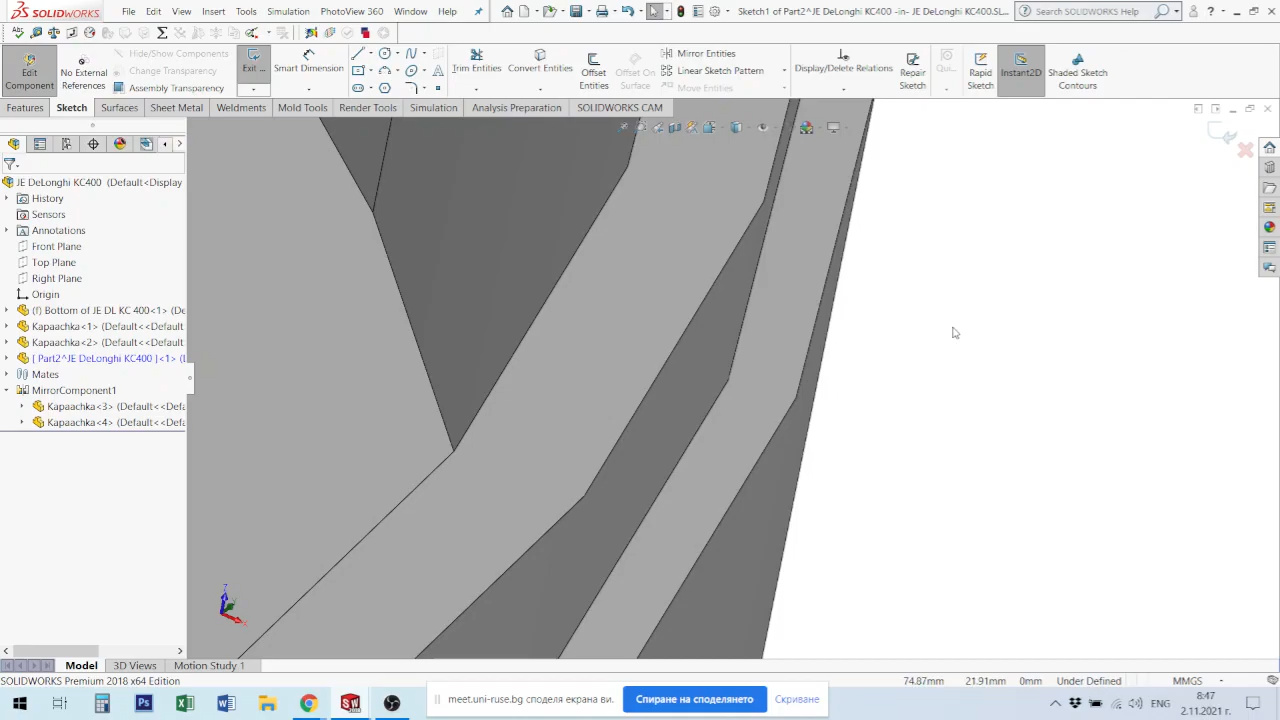 SOLIDWORKS File Edit View Insert Tools Simulation PhotoView 360 Window Help Sketch1 of Part2^JE DeLonghi KC400 -in- JE DeLonghi KC400.SL... Search SOLIDWORKS Help
Edit Component
No External References
Hide/Show Components
Change Transparency
Assembly Transparency
Exit ...
Smart Dimension
Trim Entities
Convert Entities
Offset Entities
Offset On Surface
Mirror Entities
Linear Sketch Pattern
Move Entities
Display/Delete Relations
Repair Sketch
Qui...
Rapid Sketch
Instant2D
Shaded Sketch Contours
Features Sketch Surfaces Sheet Metal Weldments Mold Tools Render Tools Simulation Analysis Preparation SOLIDWORKS CAM
JE DeLonghi KC400 (Default<Display
History
Sensors
Annotations
Front Plane
Top Plane
Right Plane
Origin
(f) Bottom of JE DL KC 400<1> (De
Kapaachka<1> (Default<<Default
Kapaachka<2> (Default<<Default
[ Part2^JE DeLonghi KC400 ]<1> (
Mates
MirrorComponent1
Kapaachka<3> (Default<<Defa
Kapaachka<4> (Default<<Defa
Z
Model 3D Views Motion Study 1
SOLIDWORKS Premium 2018 x64 Edition 74.87mm 21.91mm 0mm Under Defined MMGS
meet.uni-ruse.bg споделя екрана ви. Спиране на споделянето Скриване
ENG 8:47
2.11.2021 г.